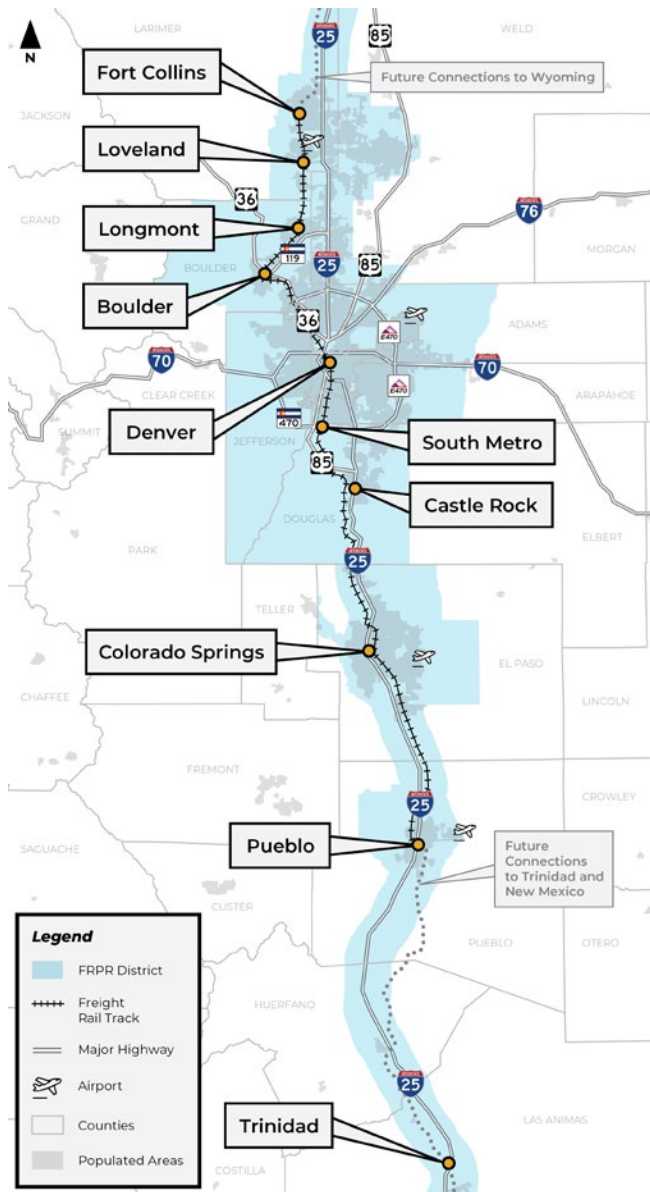 LARIMER
25
85
WELD
N
Fort Collins
Future Connections to Wyoming
JACKSON
Loveland
36
GRAND
76
Longmont
119
25
85
MORGAN
BOULDER
Boulder
36
E470
ADAMS
70
70
CLEAR CREEK
E470
ARAPAHOE
SUMMIT
Denver
470
JEFFERSON
South Metro
85
Castle Rock
DOUGLAS
ELBERT
PARK
25
TELLER
Colorado Springs
EL PASO
CHAFFEE
LINCOLN
FREMONT
25
CROWLEY
Pueblo
SAGUACHE
Future
Connections
to Trinidad and
New Mexico
CUSTER
PUEBLO
OTERO
HUERFANO
25
Trinidad
LAS ANIMAS
COSTILLA
Legend
FRPR District
Freight
Rail Track
Major Highway
Airport
Counties
Populated Areas